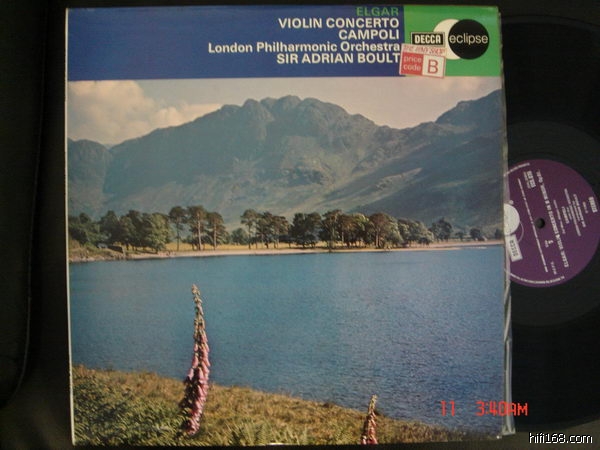 ELGAR
VIOLIN CONCERTO
CAMPOLI
London Philharmonic Orchestra
SIR ADRIAN BOULT
DECCA
eclipse
price
code B
DECCA
11 3:40AM
hifi168.com